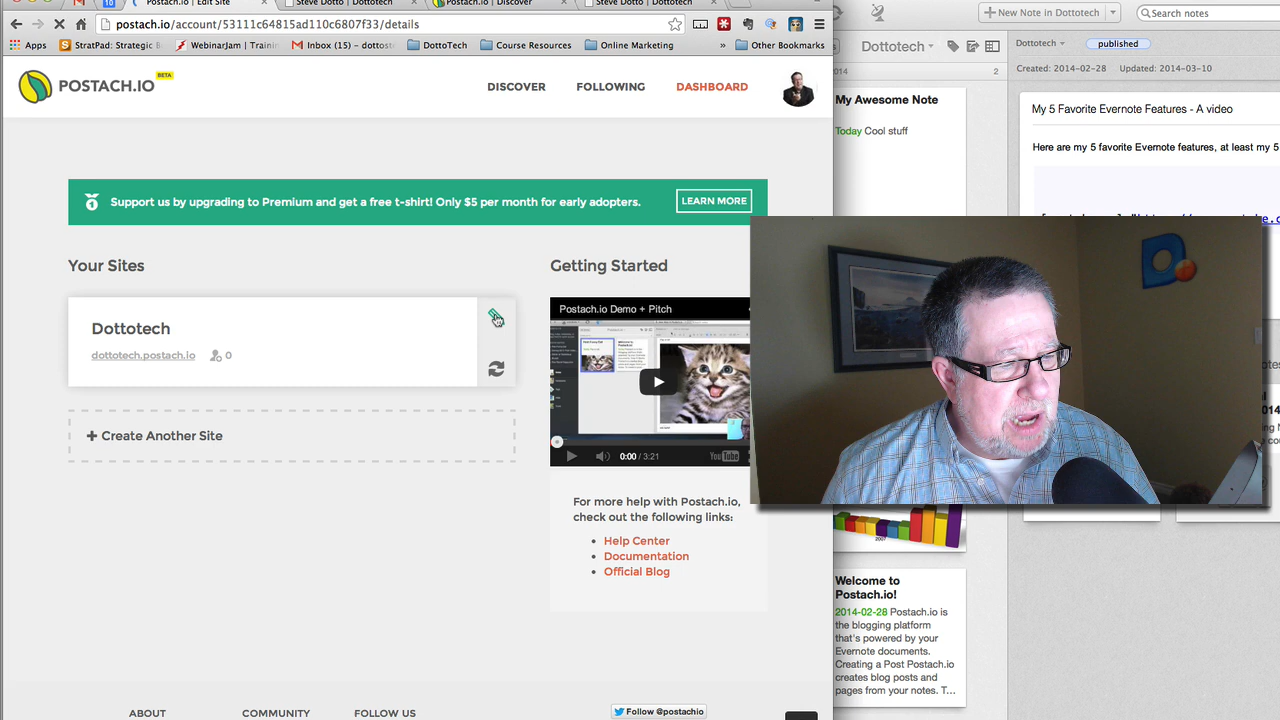 Postach.io | Edit Site
Steve Dotto | Dottotech
Postach.io | Discover
Steve Dotto | Dottotech
postach.io/account/53111c64815ad110c6807f33/details
Apps
StratPad: Strategic B
WebinarJam | Trainin
Inbox (15) – dottoste
DottoTech
Course Resources
Online Marketing
»
Other Bookmarks
POSTACH.IO
BETA
DISCOVER
FOLLOWING
DASHBOARD
1
Support us by upgrading to Premium and get a free t-shirt! Only $5 per month for early adopters.
LEARN MORE
Your Sites
Dottotech
dottotech.postach.io
0
+ Create Another Site
Getting Started
Postach.io Demo + Pitch
0:00 / 3:21
YouTube
For more help with Postach.io,
check out the following links:
• Help Center
• Documentation
• Official Blog
ABOUT
COMMUNITY
FOLLOW US
Follow @postachio
+ New Note in Dottotech
Search notes
Dottotech
2014
2
My Awesome Note
Today Cool stuff
2007
Welcome to
Postach.io!
2014-02-28 Postach.io is
the blogging platform
that's powered by your
Evernote documents.
Creating a Post Postach.io
creates blog posts and
pages from your notes. T...
Dottotech
published
Created: 2014-02-28
Updated: 2014-03-10
My 5 Favorite Evernote Features - A video
Here are my 5 favorite Evernote features, at least my 5